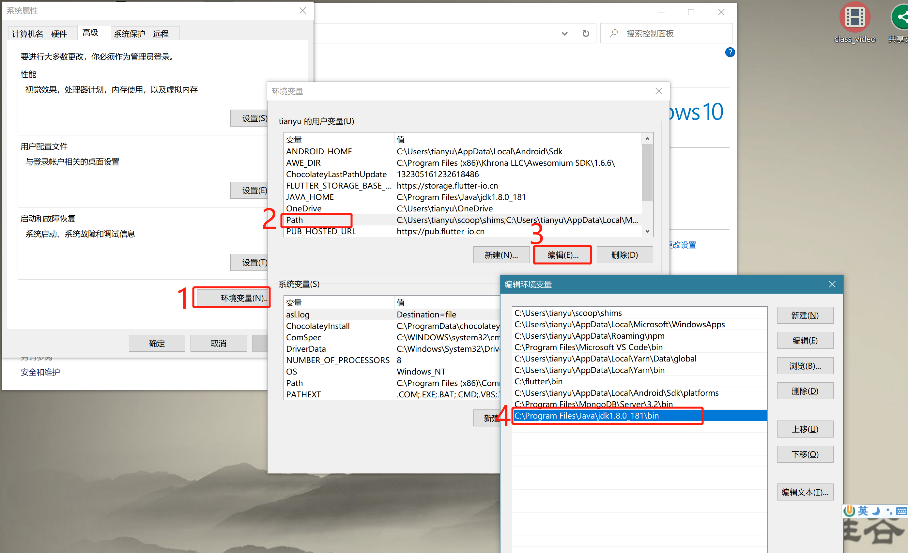 系统属性
计算机名 硬件 高级 系统保护 远程
要进行大多数更改，你必须作为管理员登录。
性能
视觉效果，处理器计划，内存使用，以及虚拟内存
设置(S)
用户配置文件
与登录帐户相关的桌面设置
设置(E)
启动和故障恢复
系统启动、系统故障和调试信息
设置(T)
1
环境变量(N)...
确定 取消
安全和维护
搜索控制面板
dows10
更改设置
class_video
环境变量
tianyu 的用户变量(U)
变量 值
ANDROID_HOME C:\Users\tianyu\AppData\Local\Android\Sdk
AWE_DIR C:\Program Files (x86)\Khrona LLC\Awesomium SDK\1.6.6\
ChocolateyLastPathUpdate 132305161232618486
FLUTTER_STORAGE_BASE_... https://storage.flutter-io.cn
JAVA_HOME C:\Program Files\Java\jdk1.8.0_181
OneDrive C:\Users\tianyu\OneDrive
2
Path C:\Users\tianyu\scoop\shims;C:\Users\tianyu\AppData\Local\M...
PUB_HOSTED_URL https://pub.flutter-io.cn
3
新建(N)... 编辑(E)... 删除(D)
系统变量(S)
变量 值
asl.log Destination=file
ChocolateyInstall C:\ProgramData\chocolatey
ComSpec C:\WINDOWS\system32\cm
DriverData C:\Windows\System32\Drive
NUMBER_OF_PROCESSORS 8
OS Windows_NT
Path C:\Program Files (x86)\Com
PATHEXT .COM;.EXE;.BAT;.CMD;.VBS;
新建
编辑环境变量
C:\Users\tianyu\scoop\shims
C:\Users\tianyu\AppData\Local\Microsoft\WindowsApps
C:\Users\tianyu\AppData\Roaming\npm
C:\Program Files\Microsoft VS Code\bin
C:\Users\tianyu\AppData\Local\Yarn\Data\global
C:\Users\tianyu\AppData\Local\Yarn\bin
C:\flutter\bin
C:\Users\tianyu\AppData\Local\Android\Sdk\platforms
C:\Program Files\MongoDB\Server\3.2\bin
4
C:\Program Files\Java\jdk1.8.0_181\bin
新建(N)
编辑(E)
浏览(B)...
删除(D)
上移(U)
下移(O)
编辑文本(T)...
英